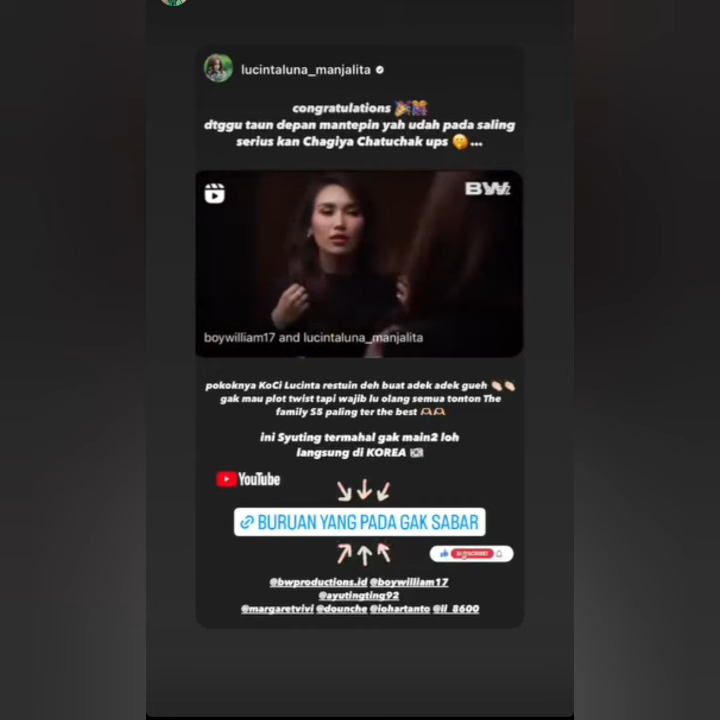 lucintaluna_manjalita
congratulations 🎉🎊
dtggu taun depan mantepin yah udah pada saling
serius kan Chagiya Chatuchak ups 🤭 ...
BW
boywilliam17 and lucintaluna_manjalita
pokoknya KoCi Lucinta restuin deh buat adek adek gueh 👏🏻👏🏻
gak mau plot twist tapi wajib lu olang semua tonton The
family S5 paling ter the best 🫶🏻🫶🏻
ini Syuting termahal gak main2 loh
langsung di KOREA 🇰🇷
YouTube
BURUAN YANG PADA GAK SABAR
SUBSCRIBE
@bwproductions.id @boywilliam17
@ayutingting92
@margaretvivi @dounche @iohartanto @ll_8600